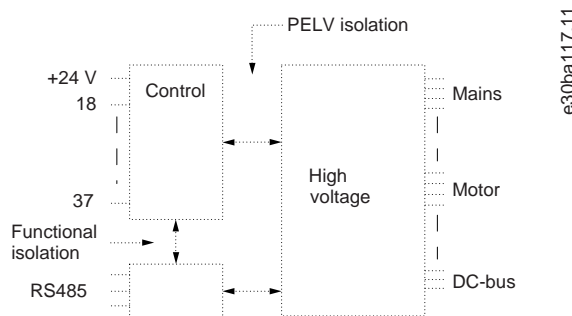 PELV isolation
+24 V
Control
18
Mains
High
voltage
37
Motor
Functional
isolation
RS485
DC-bus
e30ba117.11